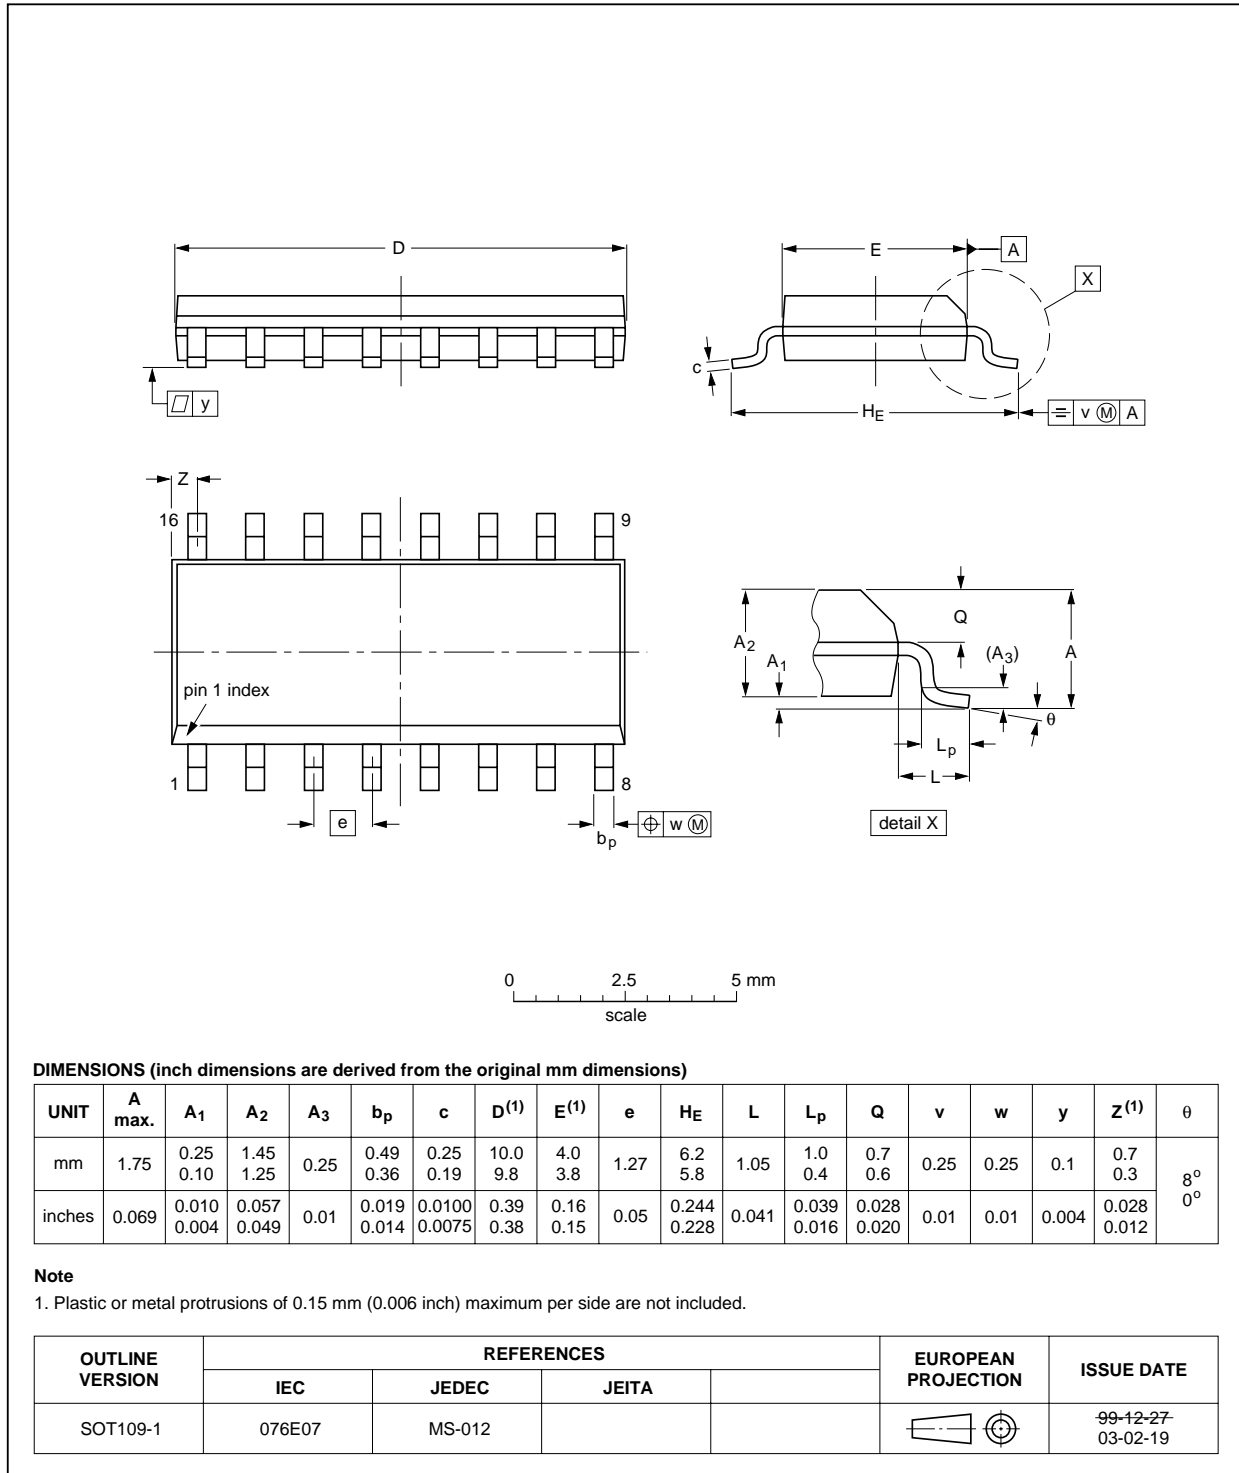 D
E
A
X
c
y
HE
v M A
Z
16
9
pin 1 index
1
8
e
bp
w M
Q
A2
A1
(A3)
A
θ
Lp
L
detail X
0 2.5 5 mm
scale
DIMENSIONS (inch dimensions are derived from the original mm dimensions)
UNIT A max. A1 A2 A3 bp c D(1) E(1) e HE L Lp Q v w y Z(1) θ
mm 1.75 0.25 0.10 1.45 1.25 0.25 0.49 0.36 0.25 0.19 10.0 9.8 4.0 3.8 1.27 6.2 5.8 1.05 1.0 0.4 0.7 0.6 0.25 0.25 0.1 0.7 0.3 8o 0o
inches 0.069 0.010 0.004 0.057 0.049 0.01 0.019 0.014 0.0100 0.0075 0.39 0.38 0.16 0.15 0.05 0.244 0.228 0.041 0.039 0.016 0.028 0.020 0.01 0.01 0.004 0.028 0.012
Note
1. Plastic or metal protrusions of 0.15 mm (0.006 inch) maximum per side are not included.
OUTLINE VERSION REFERENCES EUROPEAN PROJECTION ISSUE DATE
IEC JEDEC JEITA
SOT109-1 076E07 MS-012 99-12-27
03-02-19